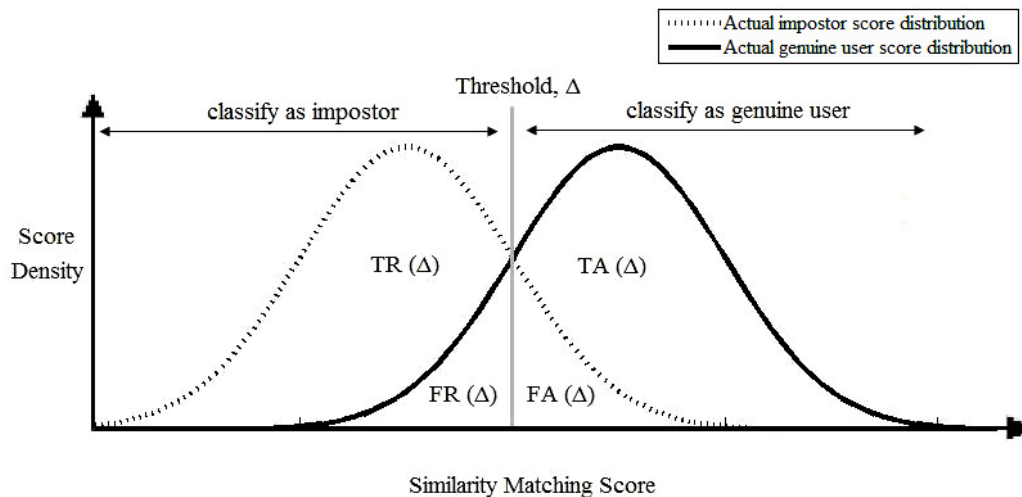 Actual impostor score distribution
Actual genuine user score distribution
Threshold, Δ
classify as impostor
classify as genuine user
Score
Density
TR (Δ)
TA (Δ)
FR (Δ)
FA (Δ)
Similarity Matching Score